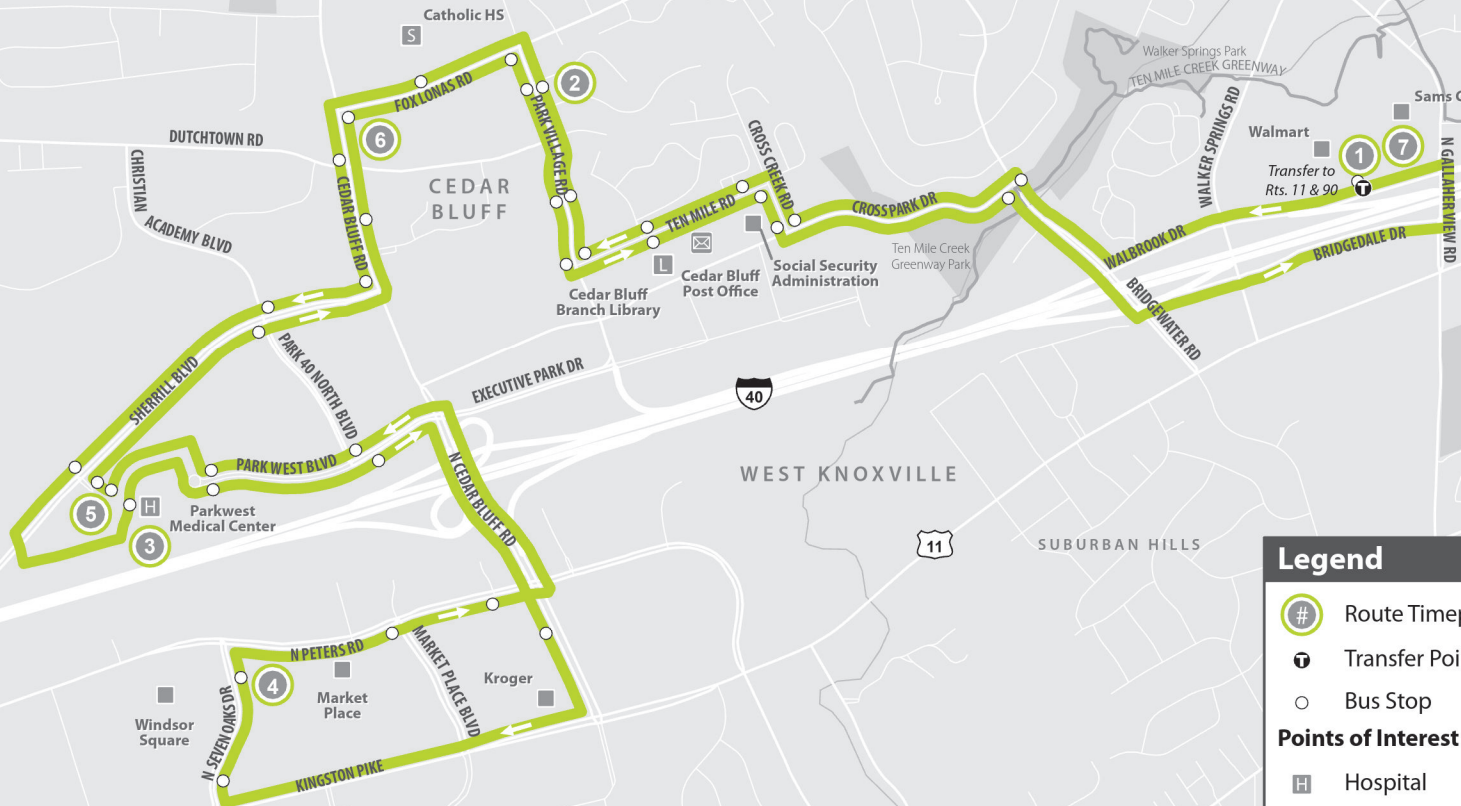 Catholic HS
S
FOX LONAS RD
2
6
DUTCHTOWN RD
CHRISTIAN
ACADEMY BLVD
CEDAR BLUFF RD
CEDAR
BLUFF
PARK VILLAGE RD
CROSS CREEK RD
TEN MILE RD
L
Cedar Bluff
Branch Library
Cedar Bluff
Post Office
Social Security
Administration
CROSSPARK DR
Ten Mile Creek
Greenway Park
Walker Springs Park
TEN MILE CREEK GREENWAY
WALKER SPRINGS RD
Walmart
Sams C
1
7
Transfer to
Rts. 11 & 90
T
N GALLAHER VIEW RD
WALBROOK DR
BRIDGEDALE DR
BRIDGEWATER RD
SHERRILL BLVD
PARK 40 NORTH BLVD
EXECUTIVE PARK DR
40
PARK WEST BLVD
N CEDAR BLUFF RD
5
H
3
Parkwest
Medical Center
WEST KNOXVILLE
11
SUBURBAN HILLS
N PETERS RD
4
Market
Place
MARKET PLACE BLVD
Kroger
Windsor
Square
N SEVEN OAKS DR
KINGSTON PIKE
Legend
# Route Timep
T Transfer Poi
Bus Stop
Points of Interest
H Hospital